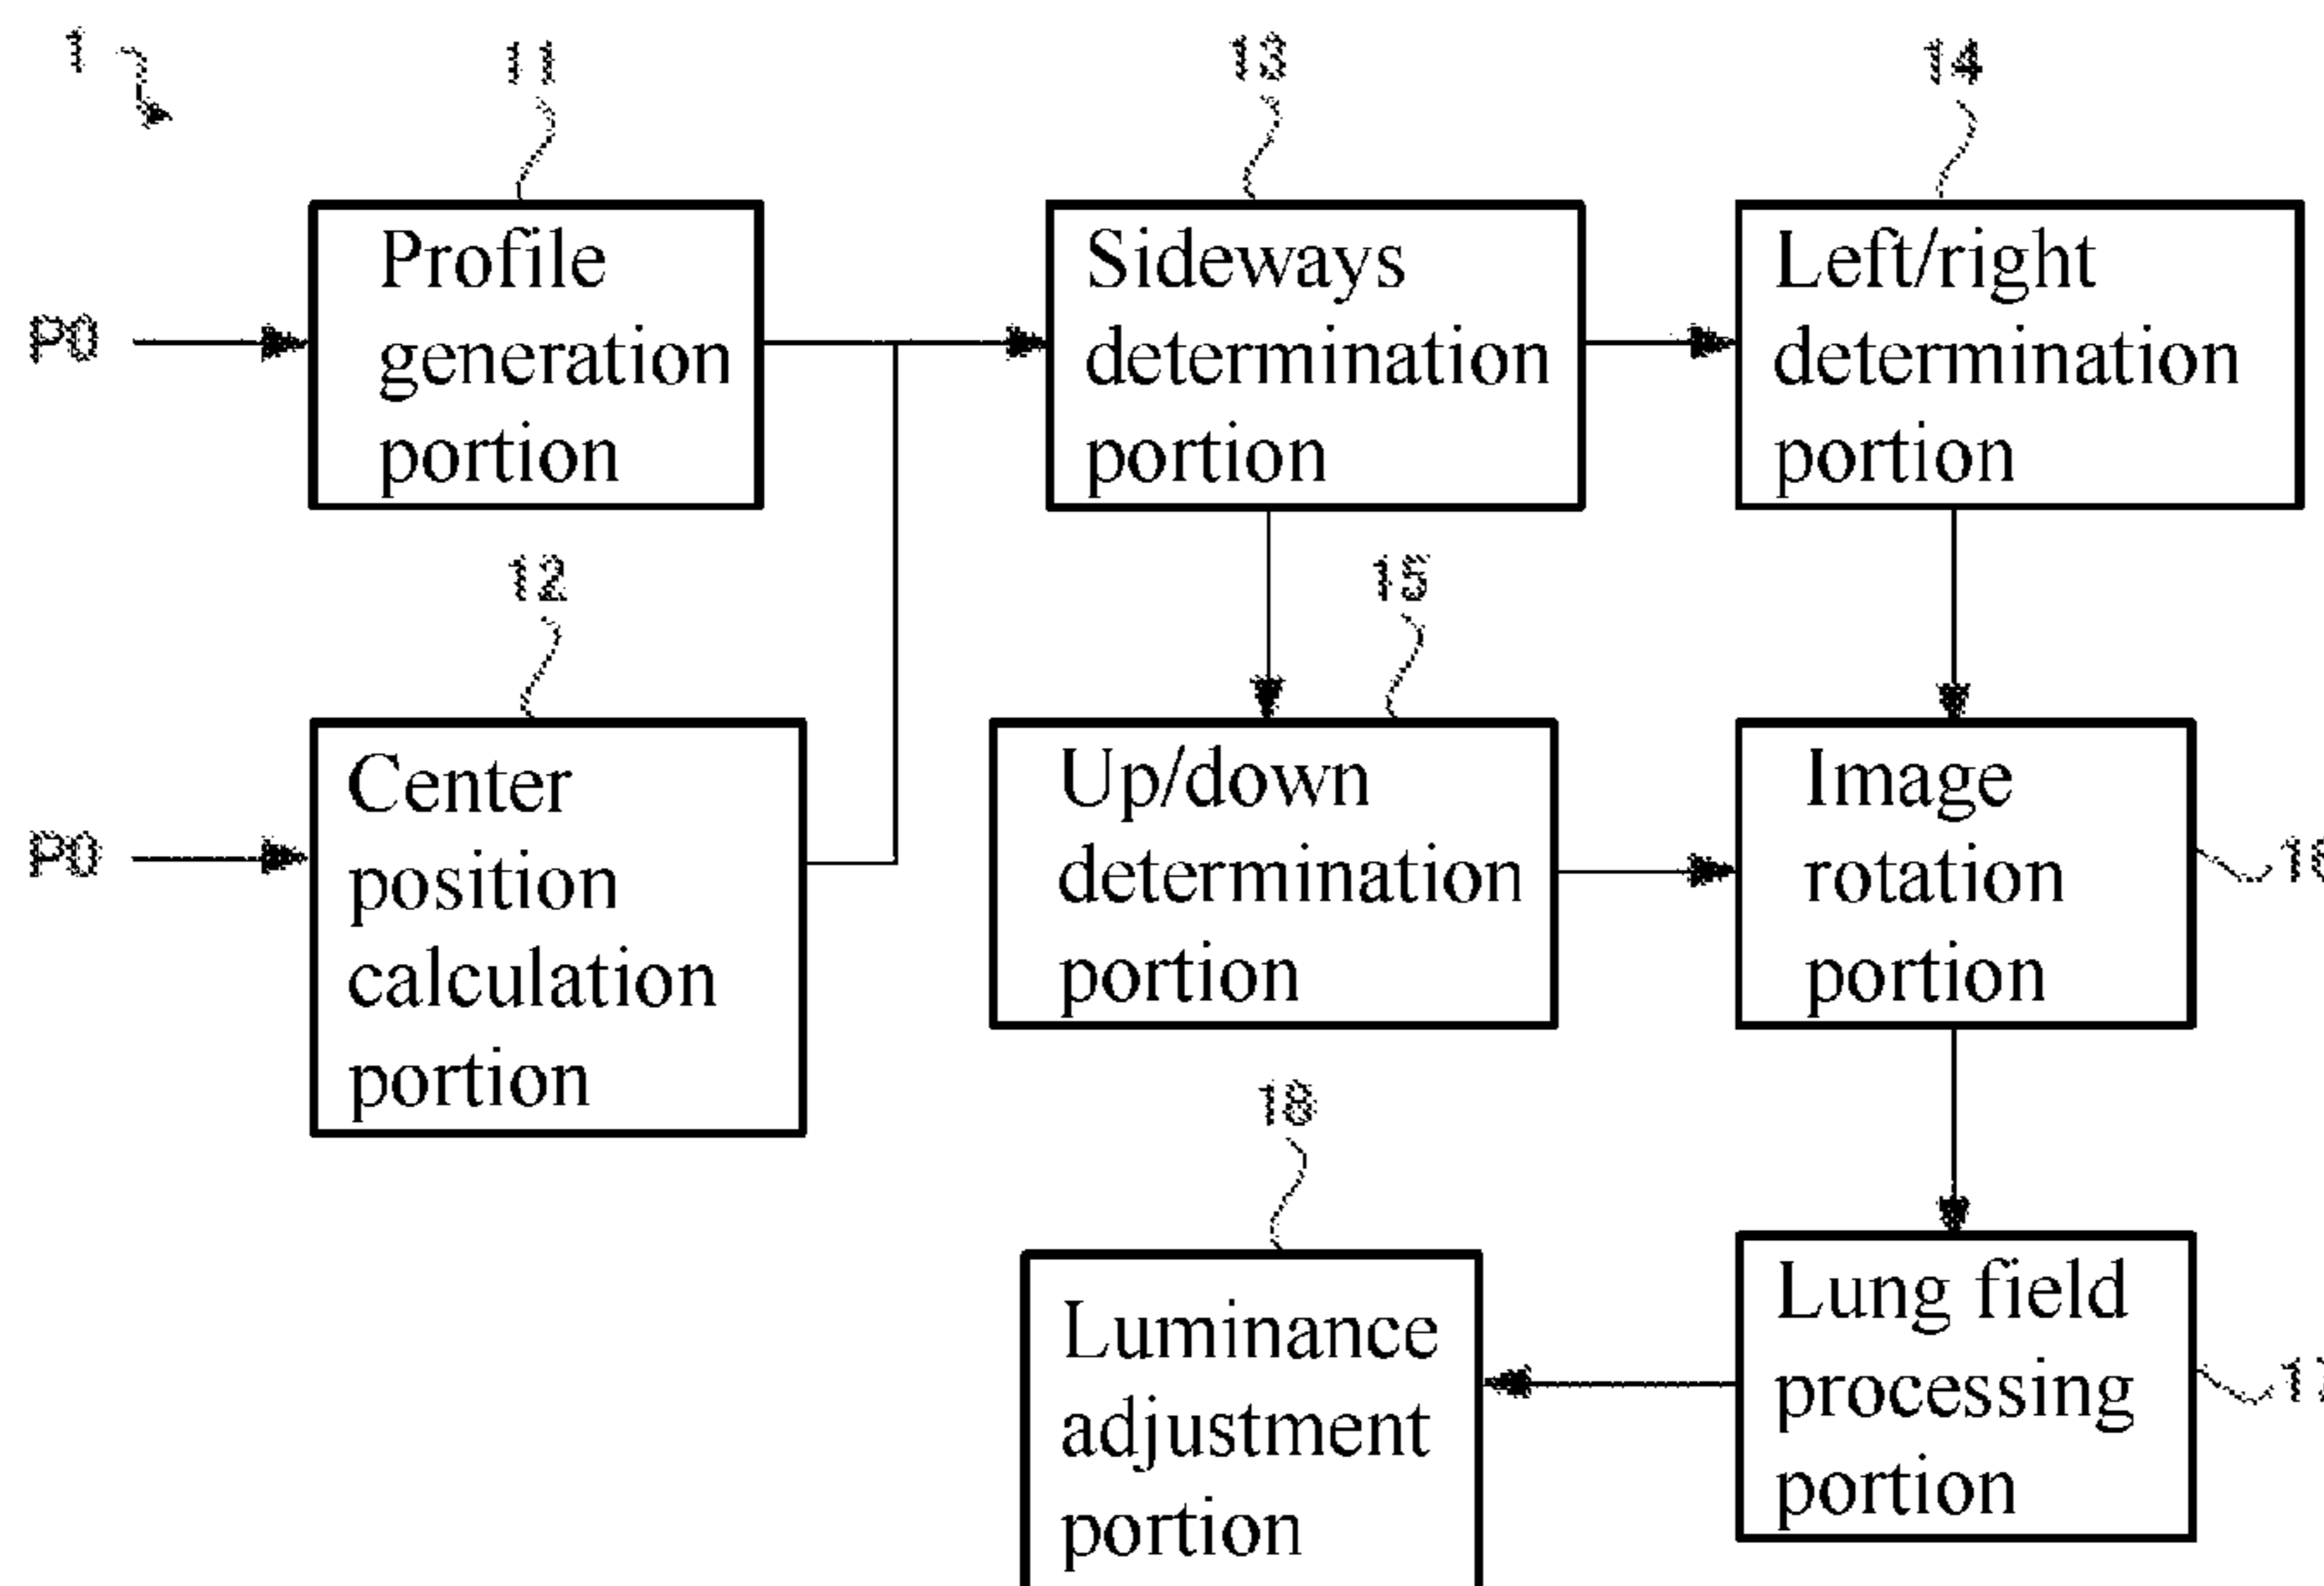 1
11
13
14
P0
Profile
generation
portion
Sideways
determination
portion
Left/right
determination
portion
12
15
P0
Center
position
calculation
portion
Up/down
determination
portion
Image
rotation
portion
18
Luminance
adjustment
portion
Lung field
processing
portion